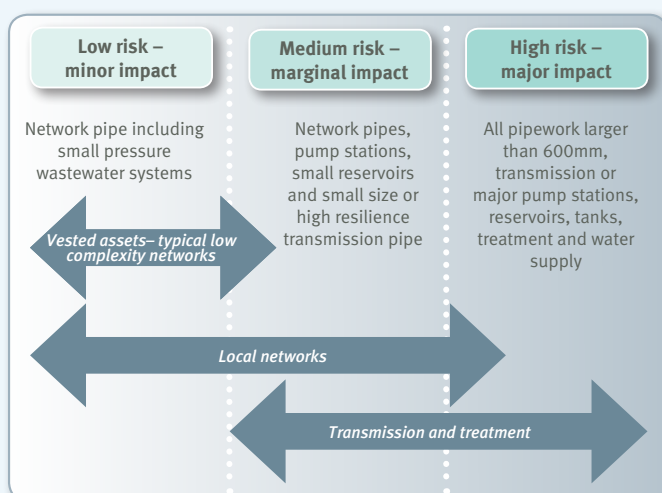 Low risk –
minor impact
Medium risk –
marginal impact
High risk –
major impact
Network pipe including
small pressure
wastewater systems
Network pipes,
pump stations,
small reservoirs
and small size or
high resilience
transmission pipe
All pipework larger
than 600mm,
transmission or
major pump stations,
reservoirs, tanks,
treatment and water
supply
Vested assets– typical low
complexity networks
Local networks
Transmission and treatment